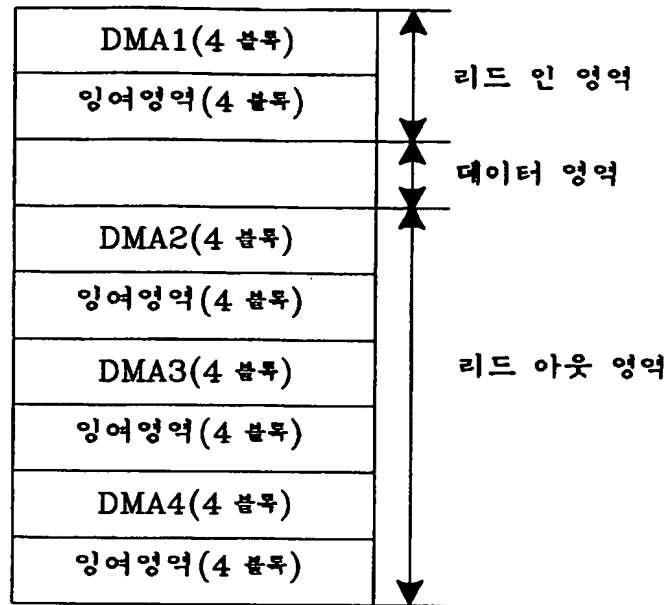 DMA1(4 블록)
잉여영역(4 블록)
리드 인 영역
데이터 영역
DMA2(4 블록)
잉여영역(4 블록)
DMA3(4 블록)
잉여영역(4 블록)
리드 아웃 영역
DMA4(4 블록)
잉여영역(4 블록)